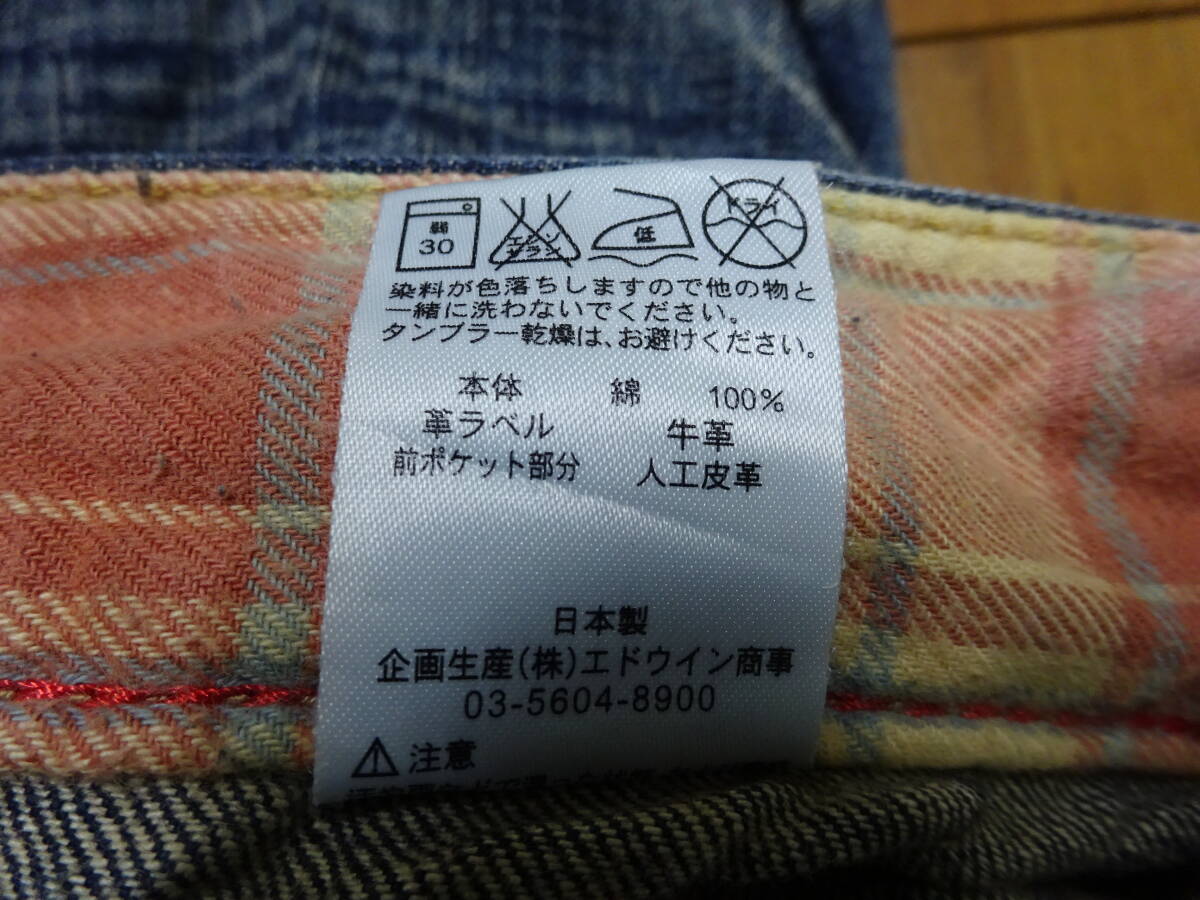 弱
30
エンソ
サラシ
低
ドライ
染料が色落ちしますので他の物と
一緒に洗わないでください。
タンブラー乾燥は、お避けください。
本体 綿 100%
革ラベル 牛革
前ポケット部分 人工皮革
日本製
企画生産(株)エドウイン商事
03-5604-8900
注意